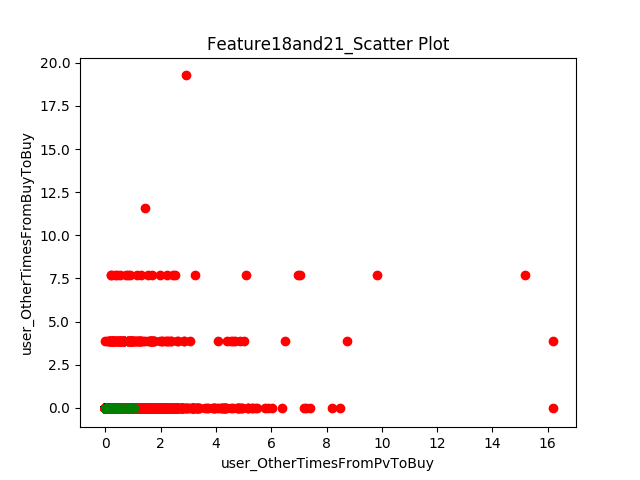 Feature18and21_Scatter Plot
user_OtherTimesFromBuyToBuy
20.0
17.5
15.0
12.5
10.0
7.5
5.0
2.5
0.0
0 2 4 6 8 10 12 14 16
user_OtherTimesFromPvToBuy